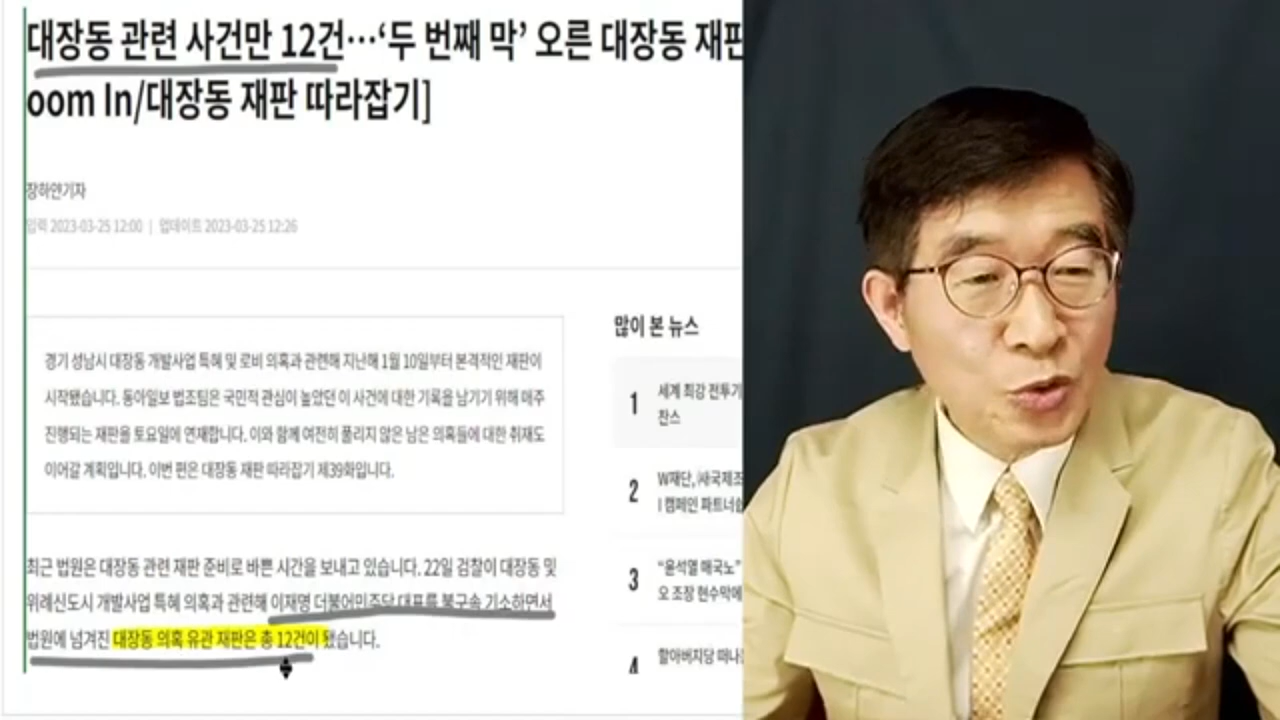 대장동 관련 사건만 12건…‘두 번째 막’ 오른 대장동 재판
oom In/대장동 재판 따라잡기]
장하얀기자
입력 2023-03-25 12:00 | 업데이트 2023-03-25 12:26
경기 성남시 대장동 개발사업 특혜 및 로비 의혹과 관련해 지난해 1월 10일부터 본격적인 재판이
시작됐습니다. 동아일보 법조팀은 국민적 관심이 높았던 이 사건에 대한 기록을 남기기 위해 매주
진행되는 재판을 토요일에 연재합니다. 이와 함께 여전히 풀리지 않은 남은 의혹들에 대한 취재도
이어갈 계획입니다. 이번 편은 대장동 재판 따라잡기 제39화입니다.
최근 법원은 대장동 관련 재판 준비로 바쁜 시간을 보내고 있습니다. 22일 검찰이 대장동 및
위례신도시 개발사업 특혜 의혹과 관련해 이재명 더불어민주당 대표를 불구속 기소하면서
법원에 넘겨진 대장동 의혹 유관 재판은 총 12건이 됐습니다.
많이 본 뉴스
1 세계 최강 전투기
찬스
2 W재단,
| 캠페인 파트너
3 “윤석열 매국노”
오 조장 현수막에
4 할아버지당 떠나